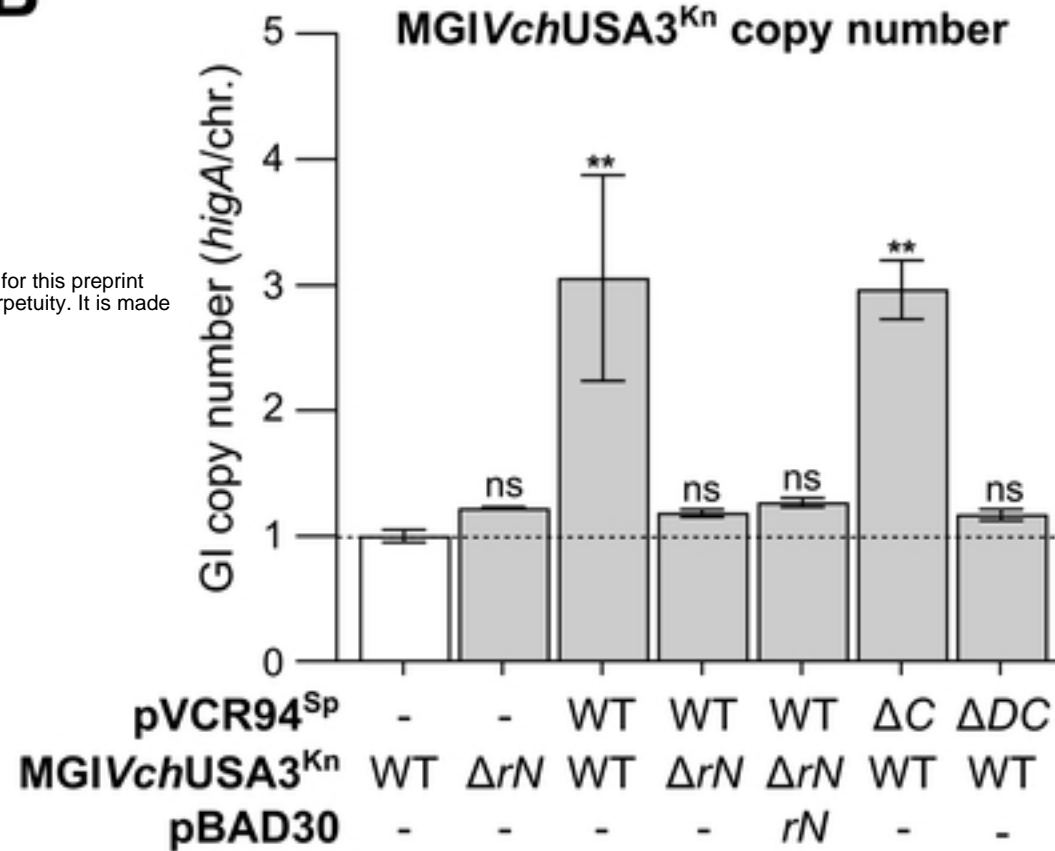 B
MGIVchUSA3Kn copy number
GI copy number (higA/chr.)
5
4
3
2
1
0
for this preprint
rpetuity. It is made
ns
**
ns
ns
**
ns
pVCR94Sp - - WT WT WT ΔC ΔDC
MGIVchUSA3Kn WT ΔrN WT ΔrN ΔrN WT WT
pBAD30 - - - - rN - -